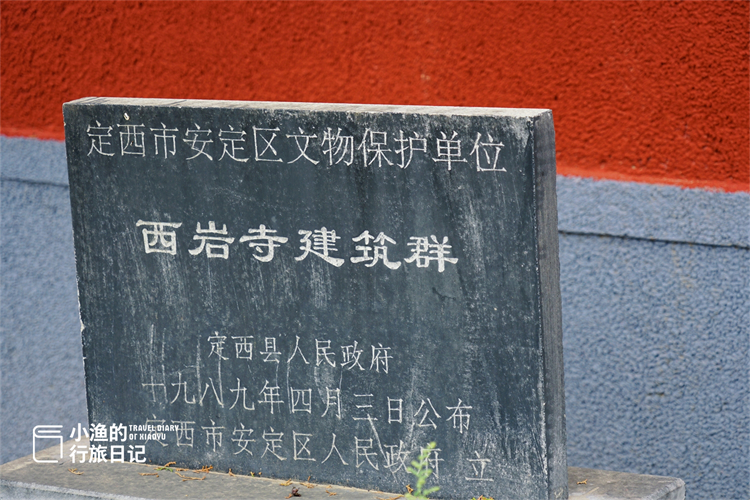 定西市安定区文物保护单位
西岩寺建筑群
定西县人民政府
一九八九年四月三日公布
定西市安定区人民政府 立
小渔的
行旅日记
TRAVEL DIARY
OF XIAOYU